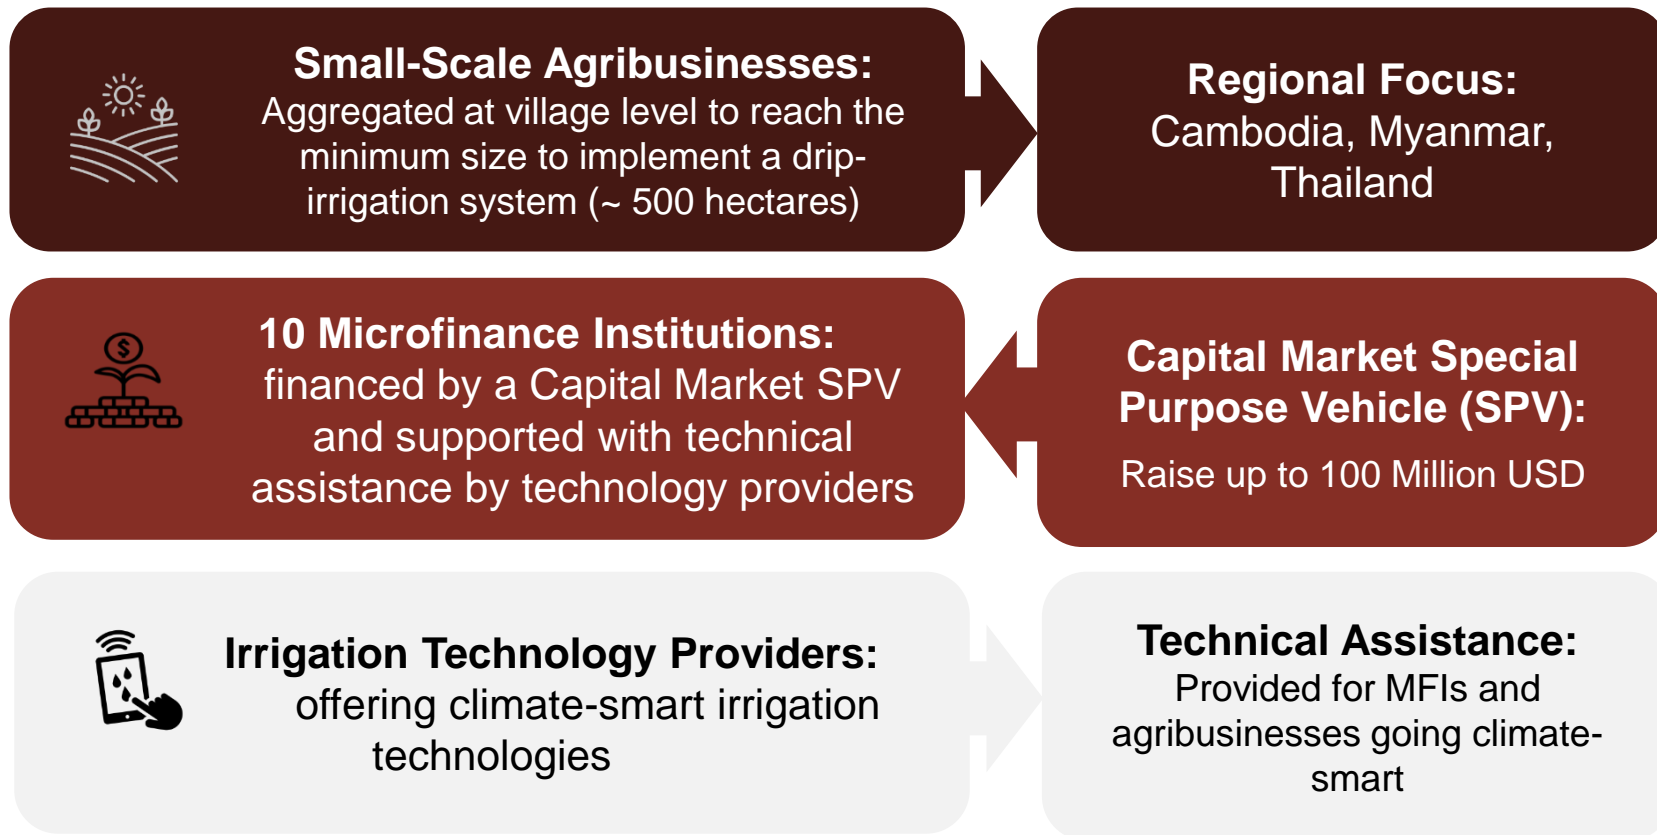 Small-Scale Agribusinesses:
Aggregated at village level to reach the
minimum size to implement a drip-
irrigation system (~ 500 hectares)
Regional Focus:
Cambodia, Myanmar,
Thailand
10 Microfinance Institutions:
financed by a Capital Market SPV
and supported with technical
assistance by technology providers
Capital Market Special
Purpose Vehicle (SPV):
Raise up to 100 Million USD
Irrigation Technology Providers:
offering climate-smart irrigation
technologies
Technical Assistance:
Provided for MFIs and
agribusinesses going climate-
smart